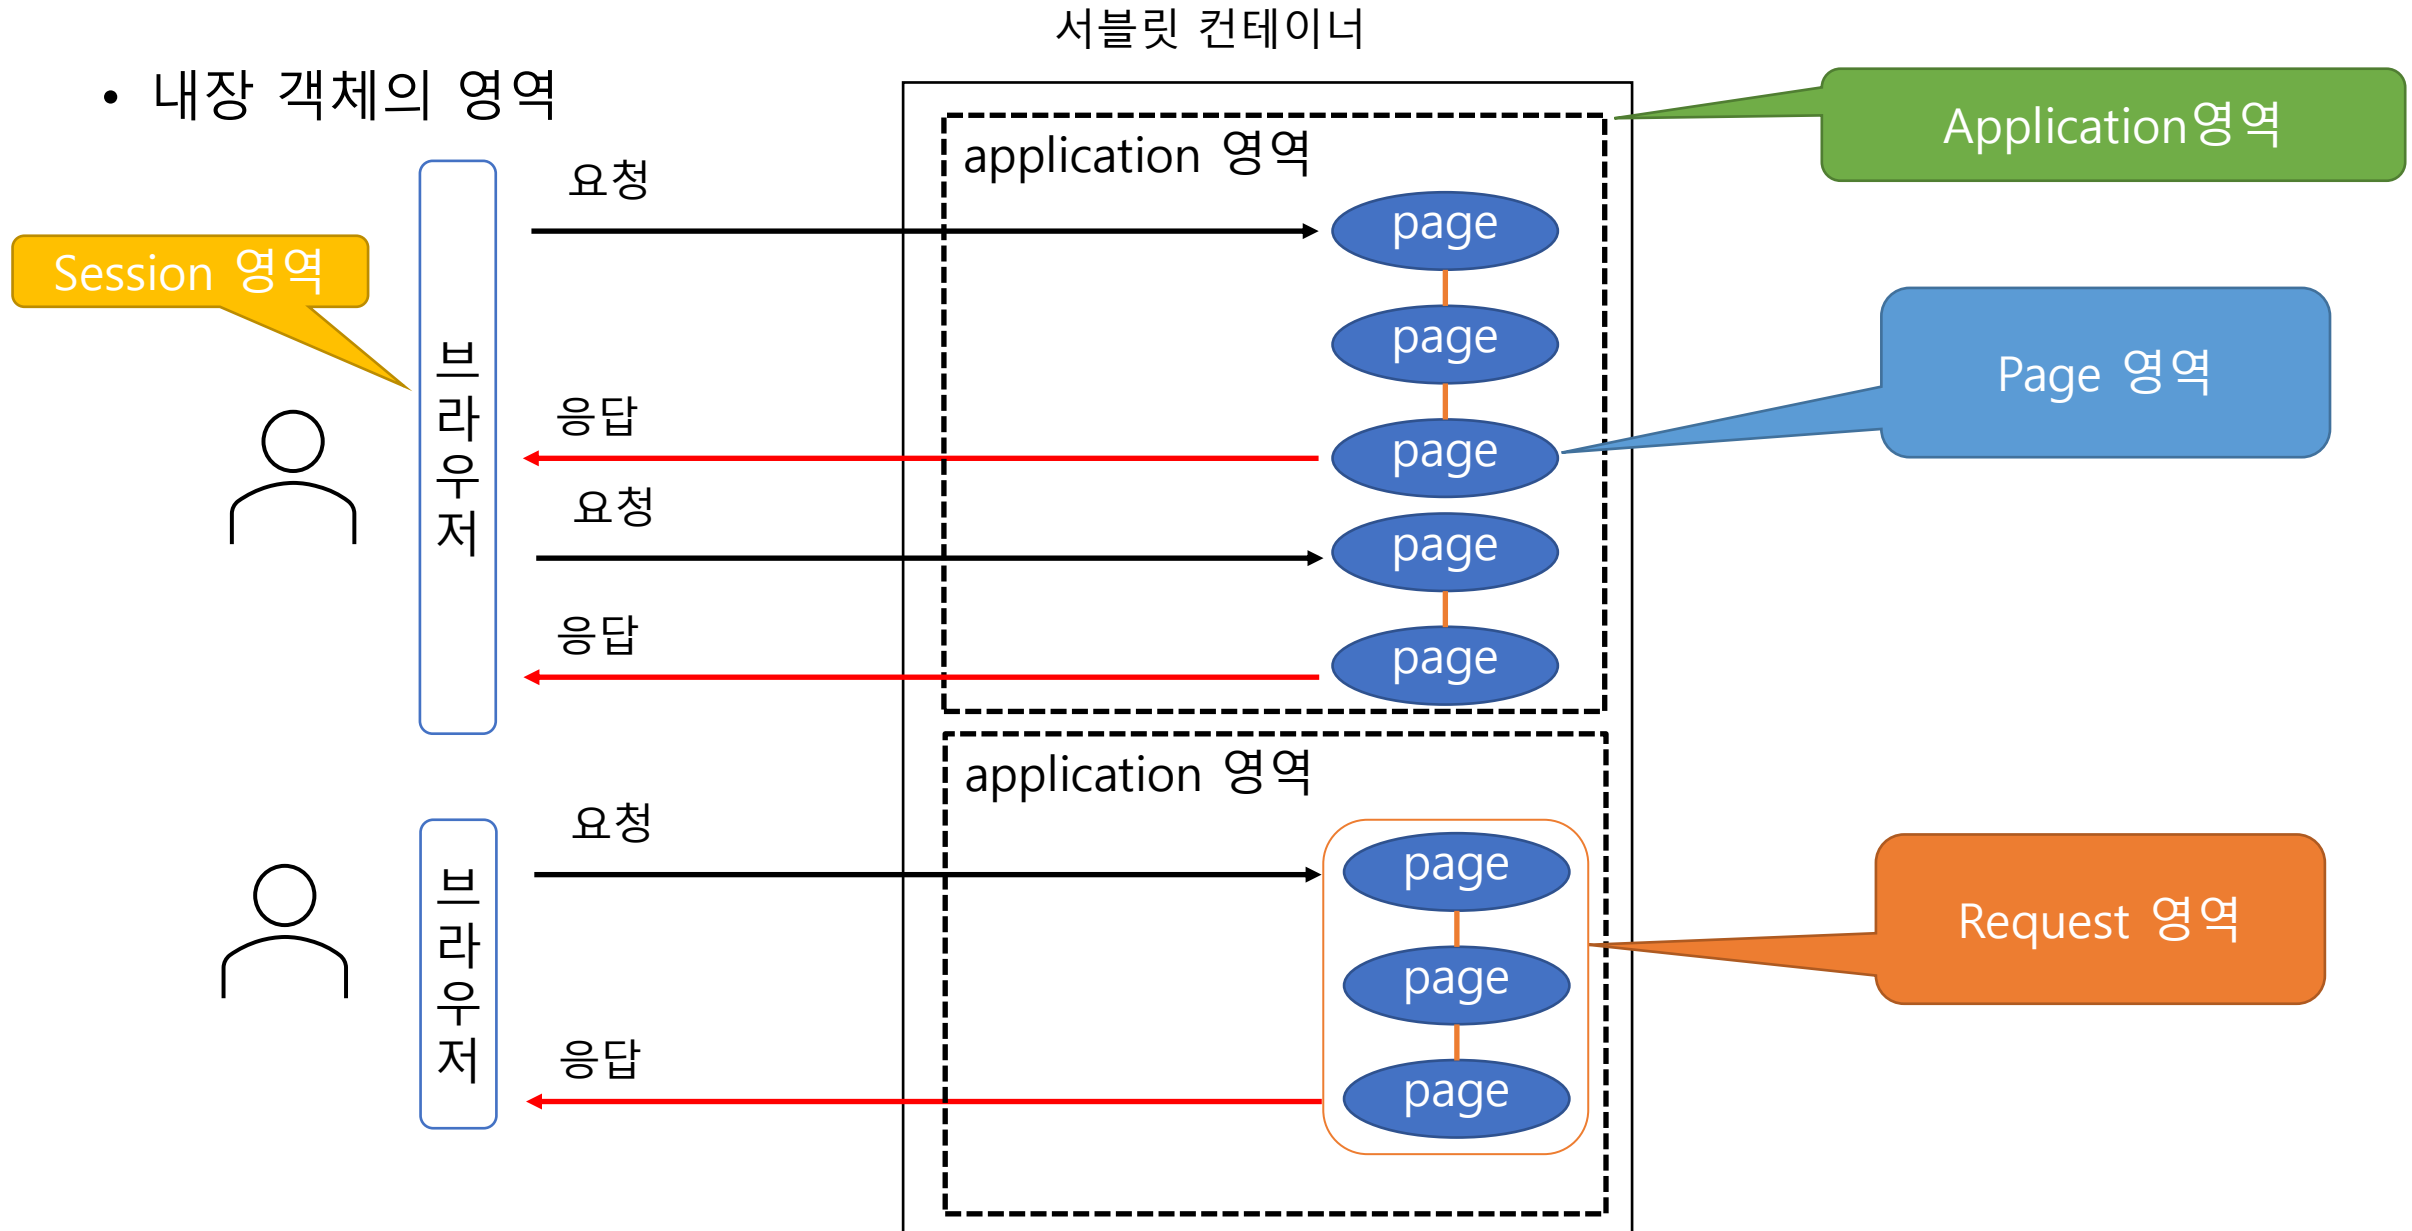 서블릿 컨테이너
• 내장 객체의 영역
Application영역
application 영역
요청
page
Session 영역
page
Page 영역
브라우저
응답
page
요청
page
응답
page
application 영역
요청
page
브라우저
Request 영역
page
응답
page